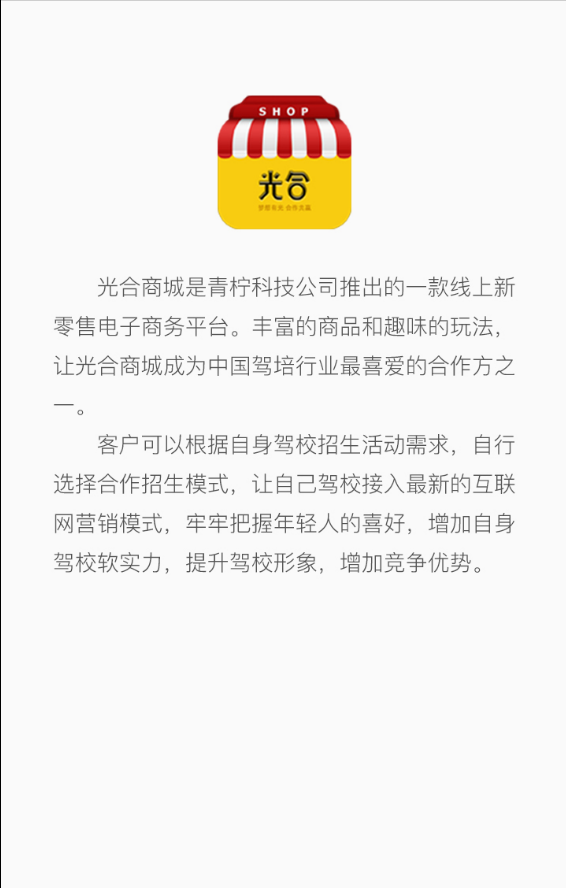 SHOP
光合
光合商城是青柠科技公司推出的一款线上新
零售电子商务平台。丰富的商品和趣味的玩法，
让光合商城成为中国驾培行业最喜爱的合作方之
一。
客户可以根据自身驾校招生活动需求，自行
选择合作招生模式，让自己驾校接入最新的互联
网营销模式，牢牢把握年轻人的喜好，增加自身
驾校软实力，提升驾校形象，增加竞争优势。